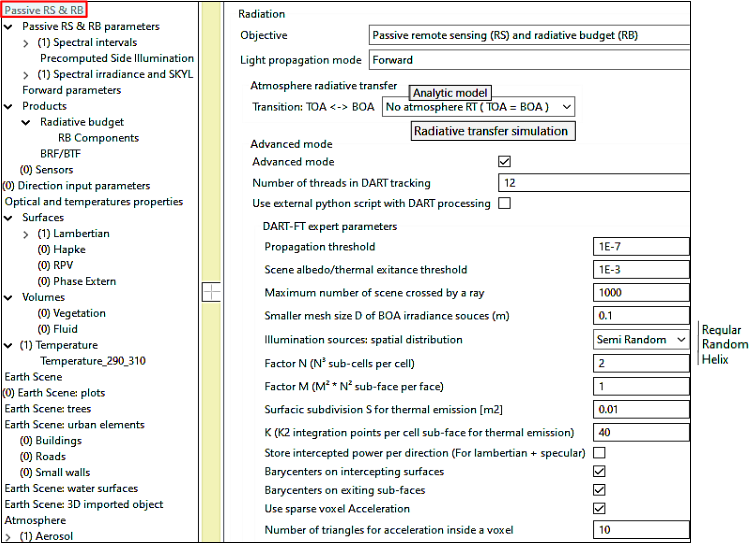 Passive RS & RB
Passive RS & RB parameters
(1) Spectral intervals
Precomputed Side Illumination
(1) Spectral irradiance and SKYL
Forward parameters
Products
Radiative budget
RB Components
BRF/BTF
(0) Sensors
(0) Direction input parameters
Optical and temperatures properties
Surfaces
(1) Lambertian
(0) Hapke
(0) RPV
(0) Phase Extern
Volumes
(0) Vegetation
(0) Fluid
(1) Temperature
Temperature_290_310
Earth Scene
(0) Earth Scene: plots
Earth Scene: trees
Earth Scene: urban elements
(0) Buildings
(0) Roads
(0) Small walls
Earth Scene: water surfaces
Earth Scene: 3D imported object
Atmosphere
(1) Aerosol
Radiation
Objective Passive remote sensing (RS) and radiative budget (RB)
Light propagation mode Forward
Atmosphere radiative transfer
Analytic model
Transition: TOA <-> BOA No atmosphere RT ( TOA = BOA )
Radiative transfer simulation
Advanced mode
Advanced mode
Number of threads in DART tracking 12
Use external python script with DART processing
DART-FT expert parameters
Propagation threshold 1E-7
Scene albedo/thermal exitance threshold 1E-3
Maximum number of scene crossed by a ray 1000
Smaller mesh size D of BOA irradiance souces (m) 0.1
Illumination sources: spatial distribution Semi Random
Regular
Random
Helix
Factor N (N³ sub-cells per cell) 2
Factor M (M² * N² sub-face per face) 1
Surfacic subdivision S for thermal emission [m2] 0.01
K (K2 integration points per cell sub-face for thermal emission) 40
Store intercepted power per direction (For lambertian + specular)
Barycenters on intercepting surfaces
Barycenters on exiting sub-faces
Use sparse voxel Acceleration
Number of triangles for acceleration inside a voxel 10